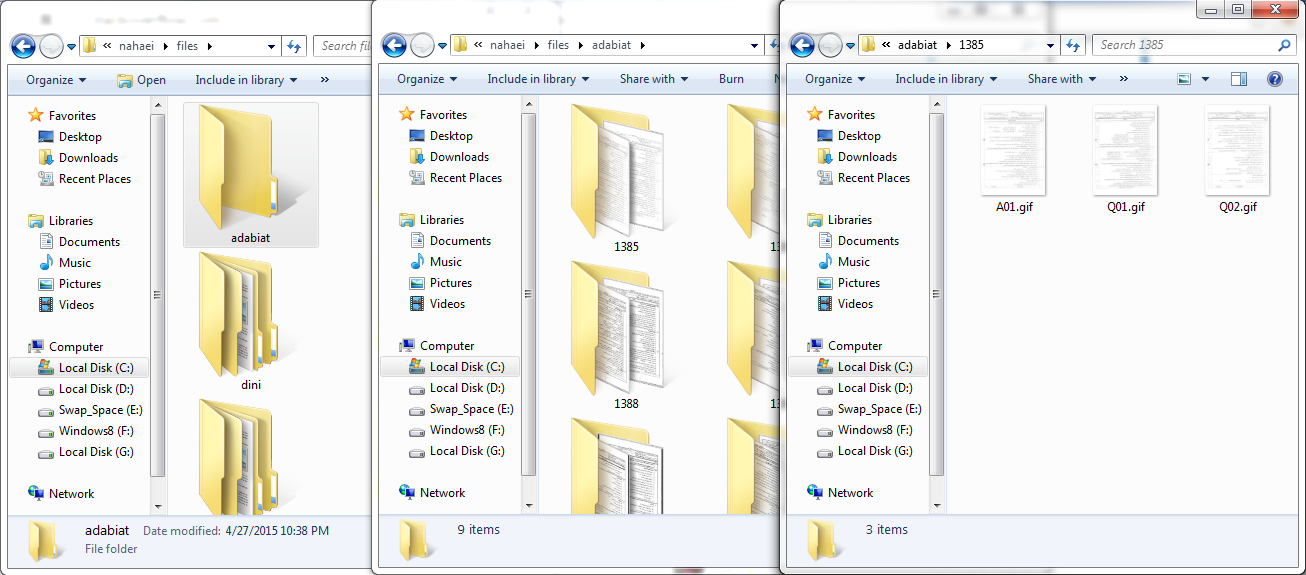 « nahaei ▸ files ▸
Search fil
Organize
Open
Include in library
»
Favorites
Desktop
Downloads
Recent Places
Libraries
Documents
Music
Pictures
Videos
Computer
Local Disk (C:)
Local Disk (D:)
Swap_Space (E:)
Windows8 (F:)
Local Disk (G:)
Network
adabiat
dini
adabiat Date modified: 4/27/2015 10:38 PM
File folder
« nahaei ▸ files ▸ adabiat ▸
Organize
Include in library
Share with
Burn
Favorites
Desktop
Downloads
Recent Places
Libraries
Documents
Music
Pictures
Videos
Computer
Local Disk (C:)
Local Disk (D:)
Swap_Space (E:)
Windows8 (F:)
Local Disk (G:)
Network
1385
1388
9 items
« adabiat ▸ 1385
Search 1385
Organize
Include in library
Share with
»
Favorites
Desktop
Downloads
Recent Places
Libraries
Documents
Music
Pictures
Videos
Computer
Local Disk (C:)
Local Disk (D:)
Swap_Space (E:)
Windows8 (F:)
Local Disk (G:)
Network
A01.gif
Q01.gif
Q02.gif
3 items